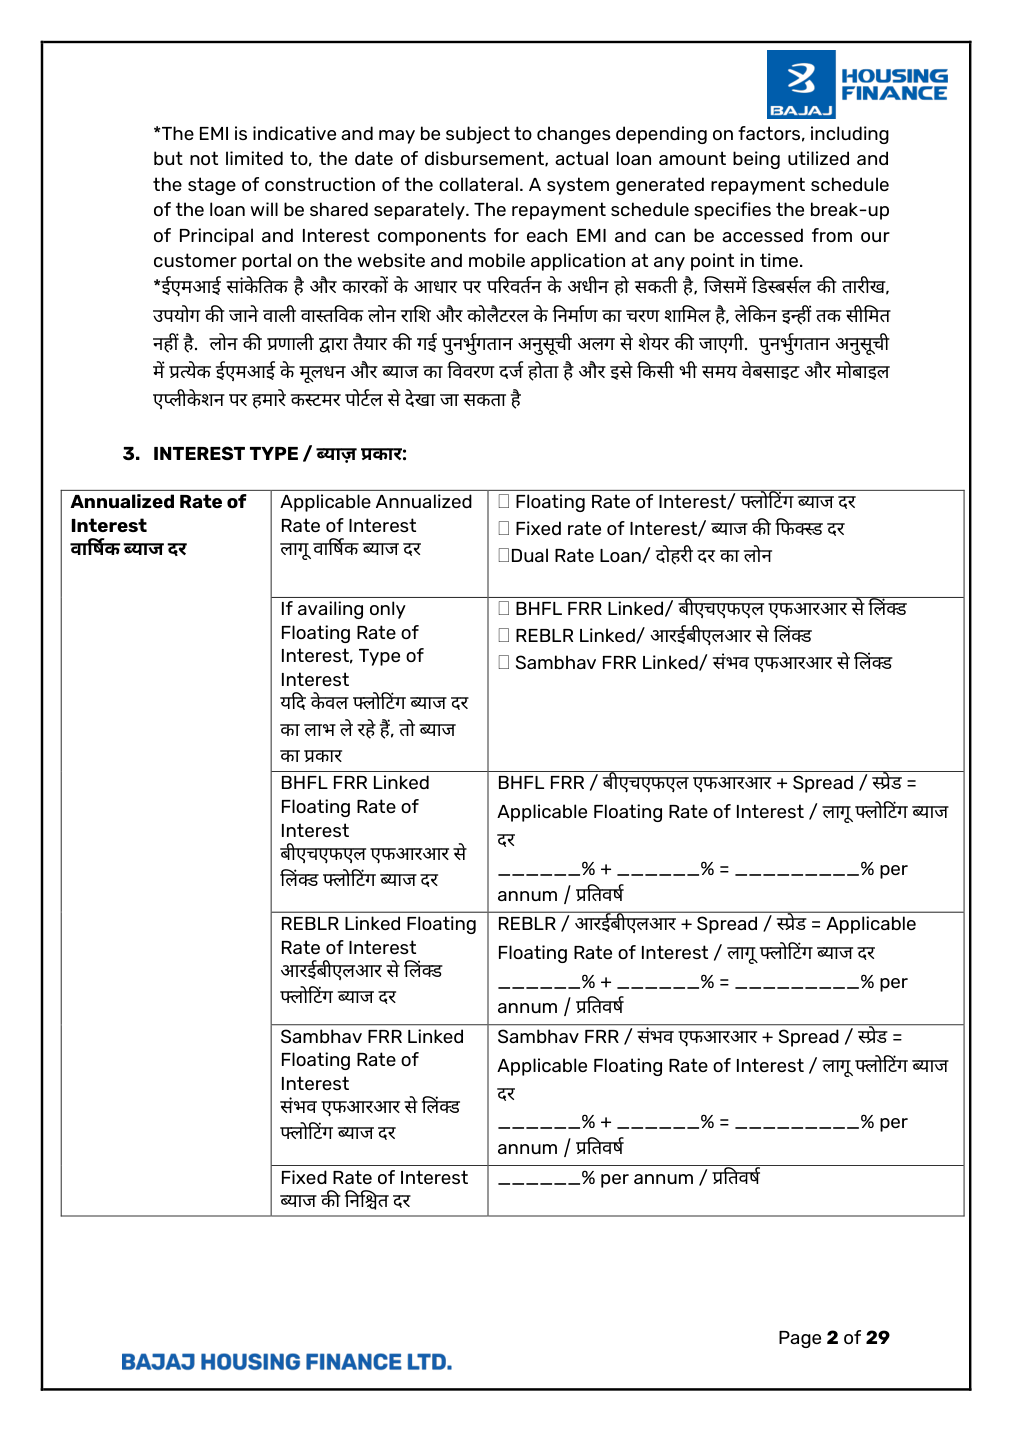 HOUSING
FINANCE
BAJAJ
*The EMI is indicative and may be subject to changes depending on factors, including
but not limited to, the date of disbursement, actual loan amount being utilized and
the stage of construction of the collateral. A system generated repayment schedule
of the loan will be shared separately. The repayment schedule specifies the break-up
of Principal and Interest components for each EMI and can be accessed from our
customer portal on the website and mobile application at any point in time.
*ईएमआई सांकेतिक है और कारकों के आधार पर परिवर्तन के अधीन हो सकती है, जिसमें डिस्बर्सल की तारीख,
उपयोग की जाने वाली वास्तविक लोन राशि और कोलैटरल के निर्माण का चरण शामिल है, लेकिन इन्हीं तक सीमित
नहीं है. लोन की प्रणाली द्वारा तैयार की गई पुनर्भुगतान अनुसूची अलग से शेयर की जाएगी. पुनर्भुगतान अनुसूची
में प्रत्येक ईएमआई के मूलधन और ब्याज का विवरण दर्ज होता है और इसे किसी भी समय वेबसाइट और मोबाइल
एप्लीकेशन पर हमारे कस्टमर पोर्टल से देखा जा सकता है
3. INTEREST TYPE / ब्याज़ प्रकार:
Annualized Rate of
Interest
वार्षिक ब्याज दर
Applicable Annualized
Rate of Interest
लागू वार्षिक ब्याज दर
☐ Floating Rate of Interest/ फ्लोटिंग ब्याज दर
☐ Fixed rate of Interest/ ब्याज की फिक्स्ड दर
☐Dual Rate Loan/ दोहरी दर का लोन
If availing only
Floating Rate of
Interest, Type of
Interest
यदि केवल फ्लोटिंग ब्याज दर
का लाभ ले रहे हैं, तो ब्याज
का प्रकार
☐ BHFL FRR Linked/ बीएचएफएल एफआरआर से लिंक्ड
☐ REBLR Linked/ आरईबीएलआर से लिंक्ड
☐ Sambhav FRR Linked/ संभव एफआरआर से लिंक्ड
BHFL FRR Linked
Floating Rate of
Interest
बीएचएफएल एफआरआर से
लिंक्ड फ्लोटिंग ब्याज दर
BHFL FRR / बीएचएफएल एफआरआर + Spread / स्प्रेड =
Applicable Floating Rate of Interest / लागू फ्लोटिंग ब्याज
दर
______% + ______% = _________% per
annum / प्रतिवर्ष
REBLR Linked Floating
Rate of Interest
आरईबीएलआर से लिंक्ड
फ्लोटिंग ब्याज दर
REBLR / आरईबीएलआर + Spread / स्प्रेड = Applicable
Floating Rate of Interest / लागू फ्लोटिंग ब्याज दर
______% + ______% = _________% per
annum / प्रतिवर्ष
Sambhav FRR Linked
Floating Rate of
Interest
संभव एफआरआर से लिंक्ड
फ्लोटिंग ब्याज दर
Sambhav FRR / संभव एफआरआर + Spread / स्प्रेड =
Applicable Floating Rate of Interest / लागू फ्लोटिंग ब्याज
दर
______% + ______% = _________% per
annum / प्रतिवर्ष
Fixed Rate of Interest
ब्याज की निश्चित दर
______% per annum / प्रतिवर्ष
Page 2 of 29
BAJAJ HOUSING FINANCE LTD.